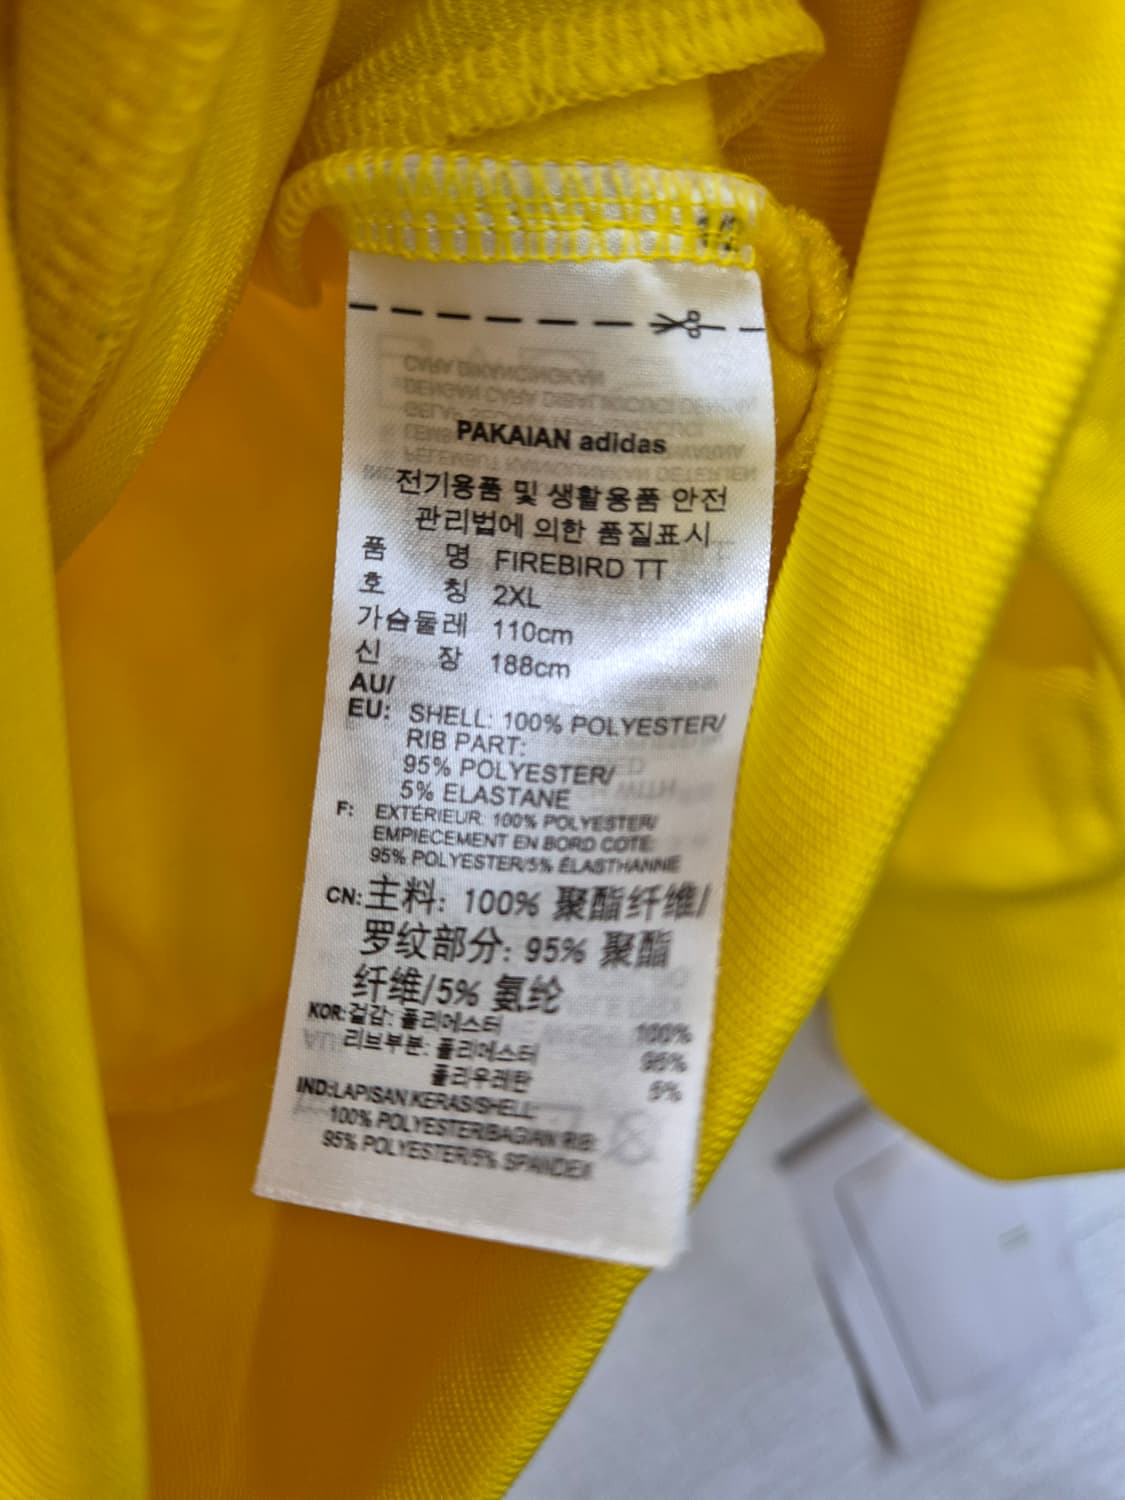 PAKAIAN adidas
전기용품 및 생활용품 안전
관리법에 의한 품질표시
품 명 FIREBIRD TT
호 칭 2XL
가슴둘레 110cm
신 장 188cm
AU/
EU: SHELL: 100% POLYESTER/
RIB PART:
95% POLYESTER/
5% ELASTANE
F: EXTÉRIEUR: 100% POLYESTER/
EMPIECEMENT EN BORD COTE:
95% POLYESTER/5% ÉLASTHANNE
CN: 主料: 100% 聚酯纤维/
罗纹部分: 95% 聚酯
纤维/5% 氨纶
KOR: 겉감: 폴리에스터 100%
리브부분: 폴리에스터 95%
폴리우레탄 5%
IND: LAPISAN KERAS/SHELL:
100% POLYESTER/BAGIAN RIB:
95% POLYESTER/5% SPANDEX